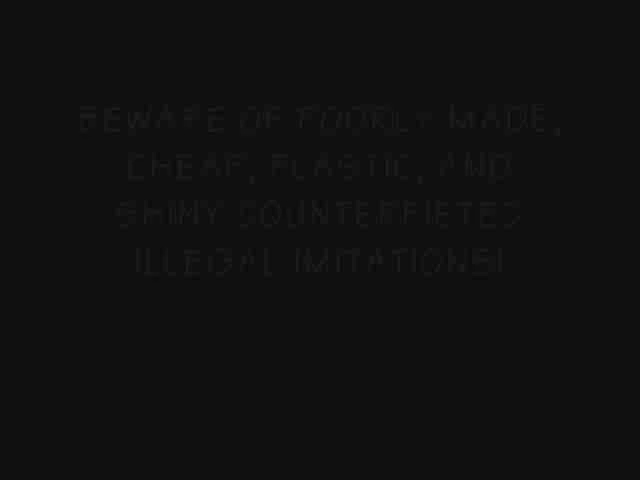 BEWARE OF POORLY MADE,
CHEAP, PLASTIC, AND
SHINY COUNTERFIETED
ILLEGAL IMITATIONS!